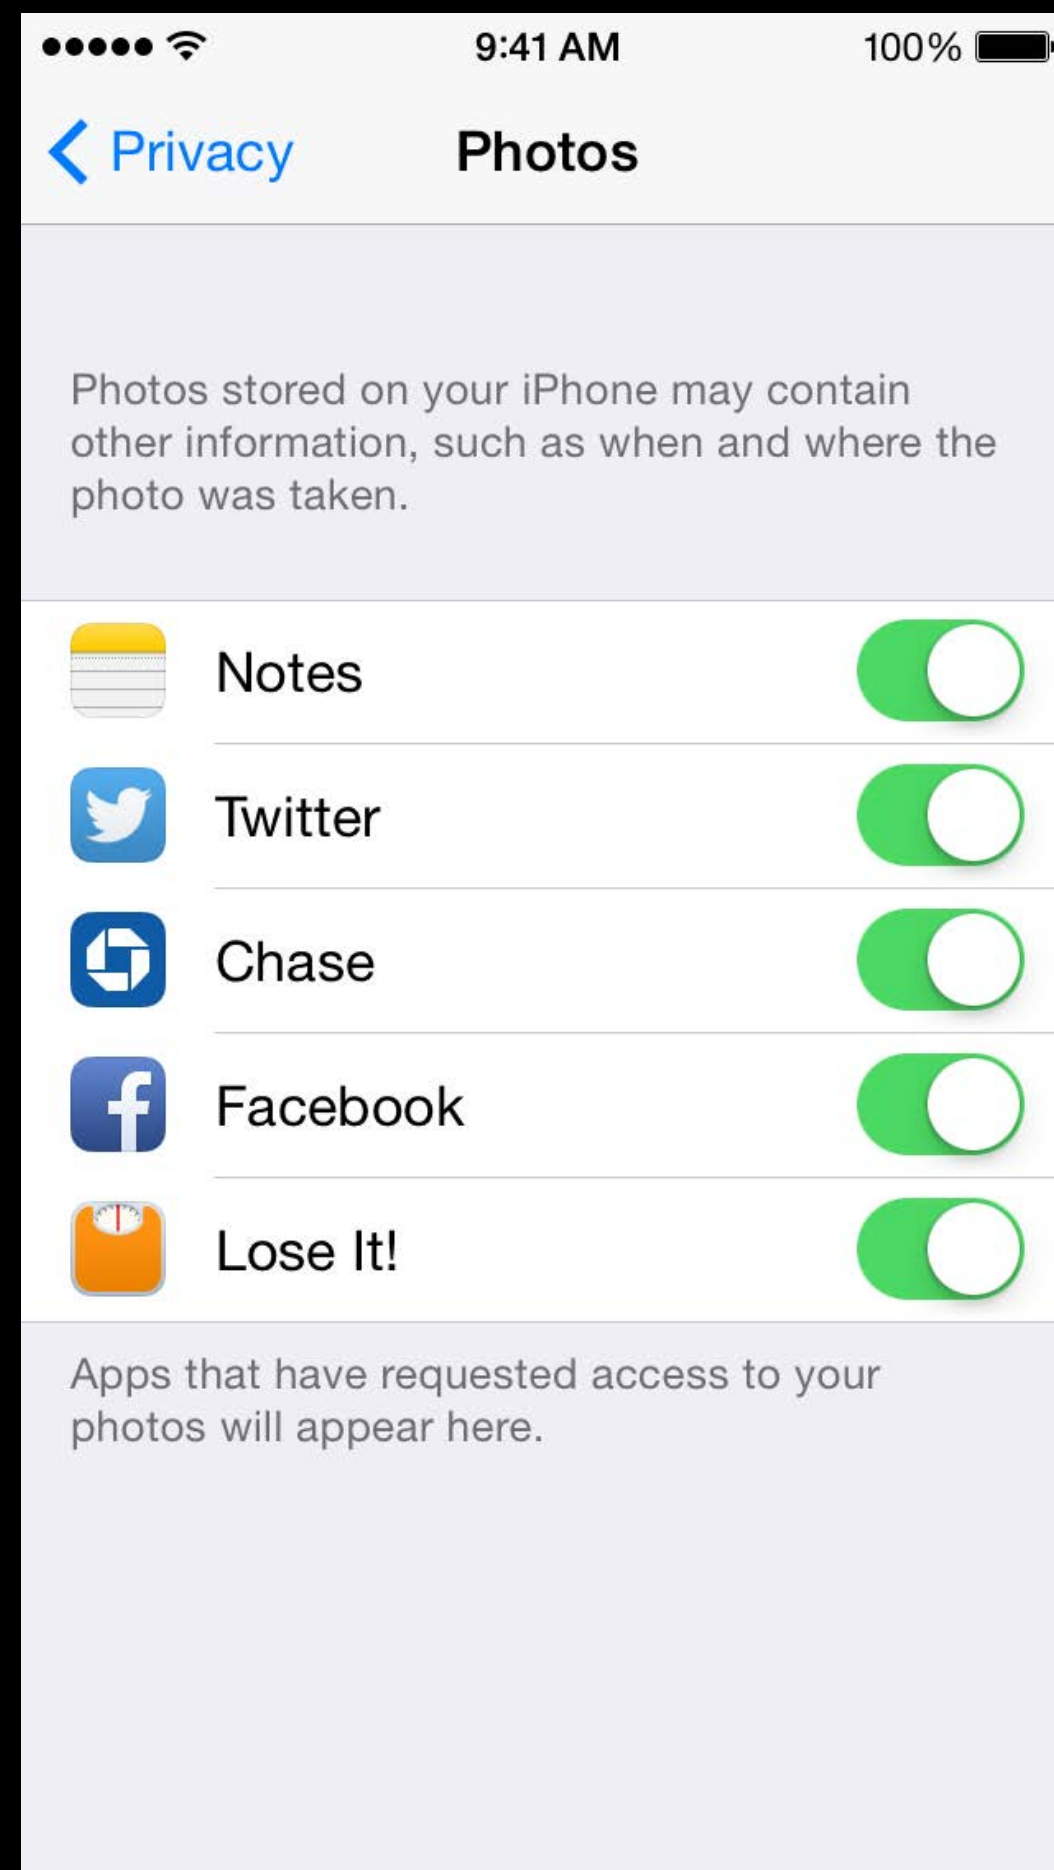 9:41 AM 100%
Privacy Photos
Photos stored on your iPhone may contain
other information, such as when and where the
photo was taken.
Notes
Twitter
Chase
Facebook
Lose It!
Apps that have requested access to your
photos will appear here.